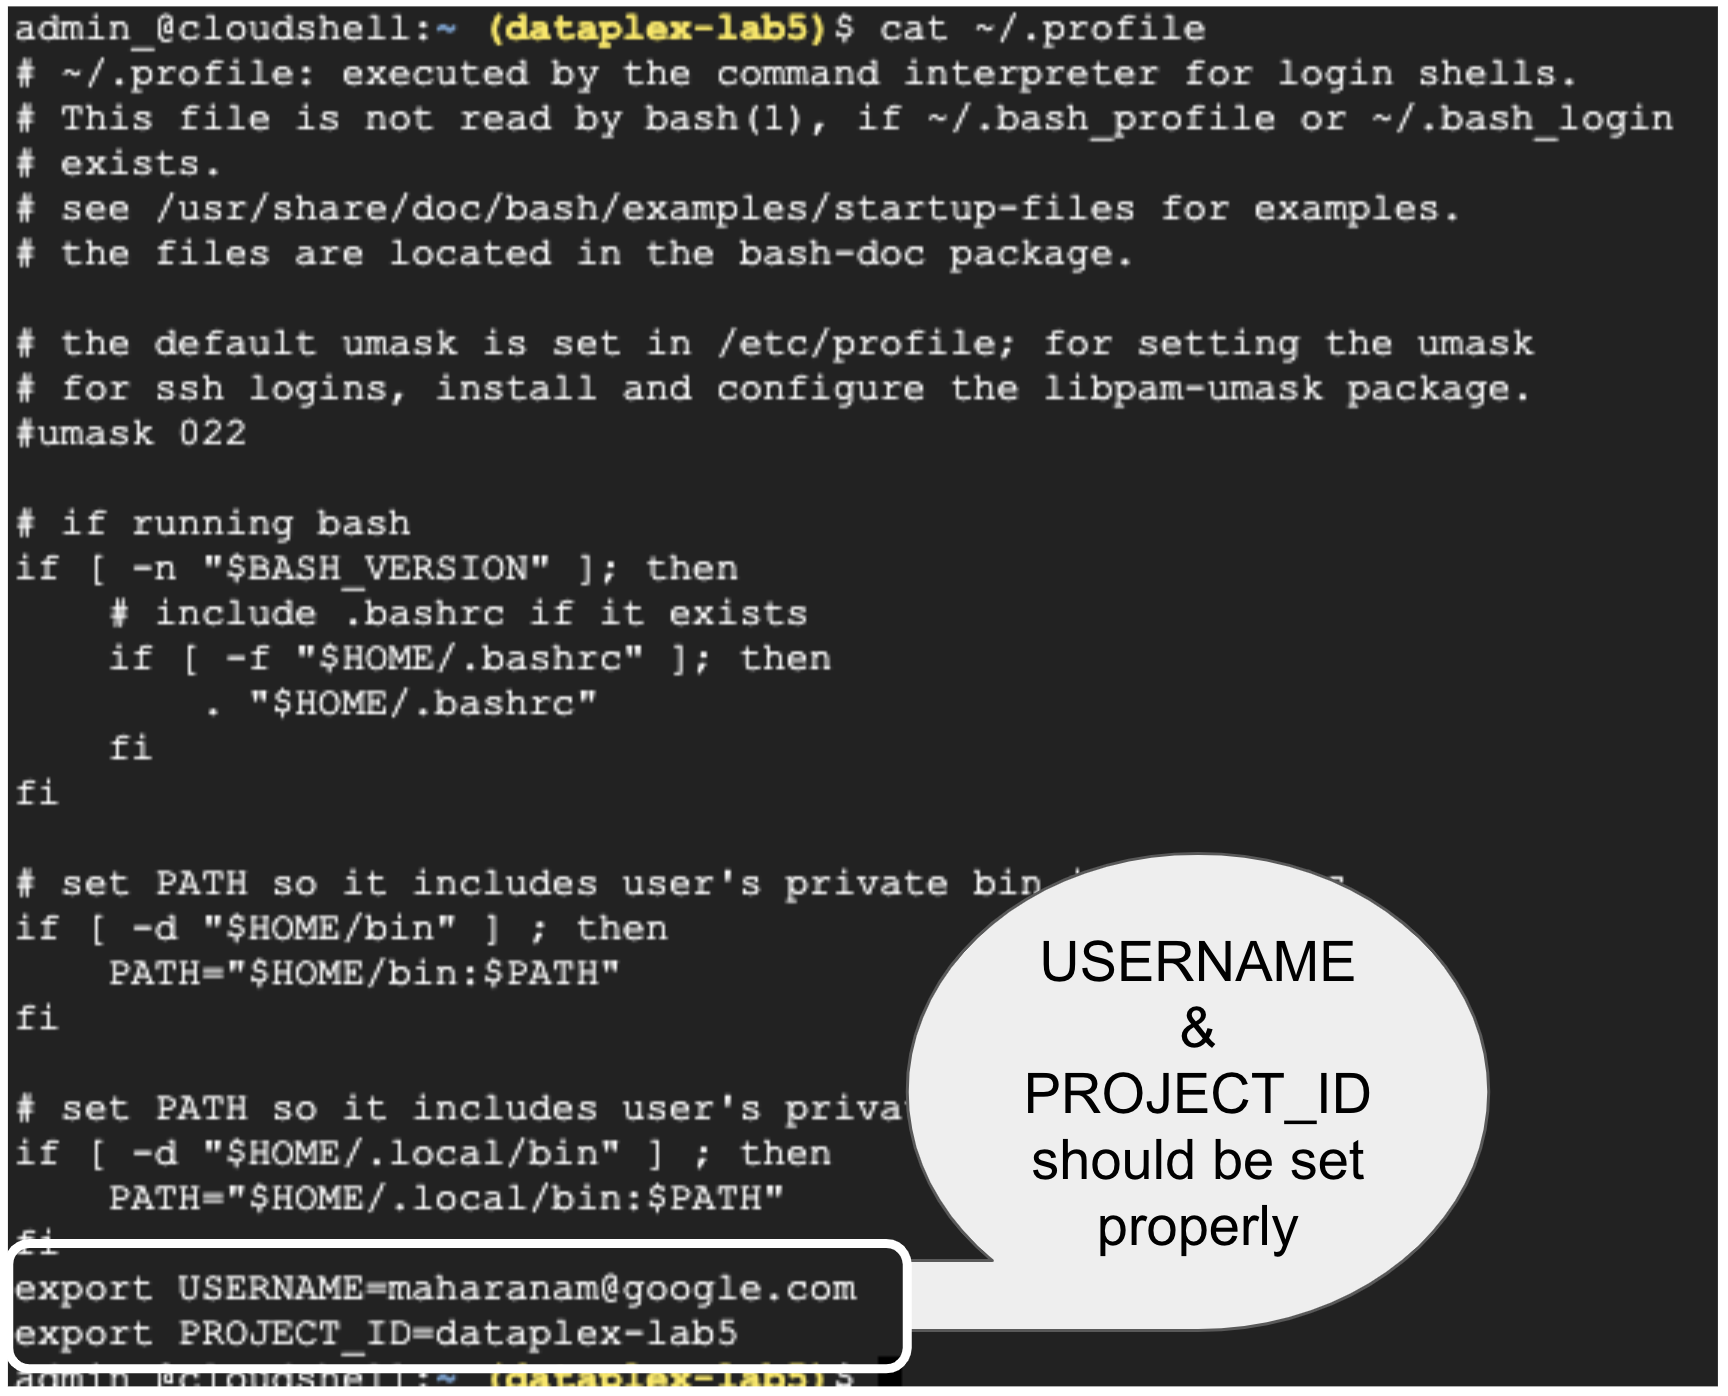 admin_@cloudshell:~ (dataplex-lab5)$ cat ~/.profile
# ~/.profile: executed by the command interpreter for login shells.
# This file is not read by bash(1), if ~/.bash_profile or ~/.bash_login
# exists.
# see /usr/share/doc/bash/examples/startup-files for examples.
# the files are located in the bash-doc package.
# the default umask is set in /etc/profile; for setting the umask
# for ssh logins, install and configure the libpam-umask package.
#umask 022
# if running bash
if [ -n "$BASH_VERSION" ]; then
    # include .bashrc if it exists
    if [ -f "$HOME/.bashrc" ]; then
        . "$HOME/.bashrc"
    fi
fi
# set PATH so it includes user's private bin
if [ -d "$HOME/bin" ] ; then
    PATH="$HOME/bin:$PATH"
fi
# set PATH so it includes user's
if [ -d "$HOME/.local/bin" ] ; then
    PATH="$HOME/.local/bin:$PATH"
fi
export USERNAME=maharanam@google.com
export PROJECT_ID=dataplex-lab5
admin_@cloudshell:~ (dataplex-lab5)$
USERNAME
&
PROJECT_ID
should be set
properly